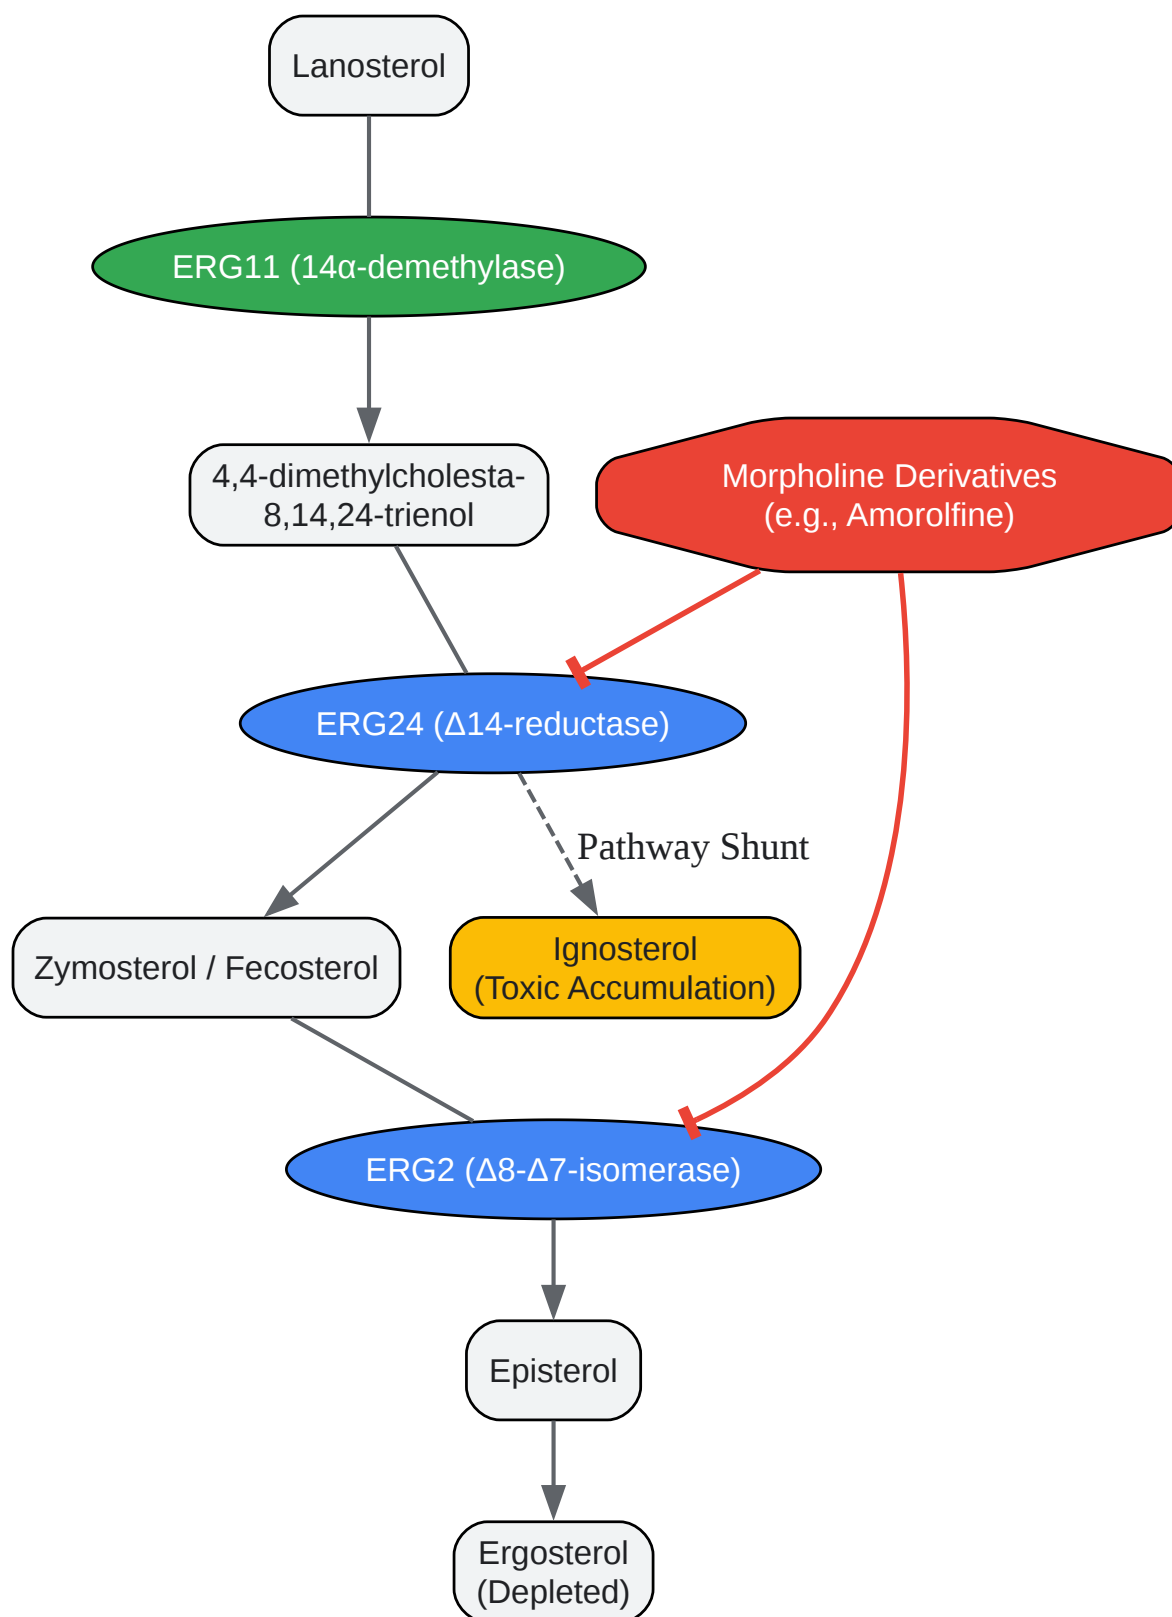 Lanosterol
ERG11 (14α-demethylase)
4,4-dimethylcholesta-
8,14,24-trienol
Morpholine Derivatives
(e.g., Amorolfine)
ERG24 (Δ14-reductase)
Pathway Shunt
Zymosterol / Fecosterol
Ignosterol
(Toxic Accumulation)
ERG2 (Δ8-Δ7-isomerase)
Episterol
Ergosterol
(Depleted)